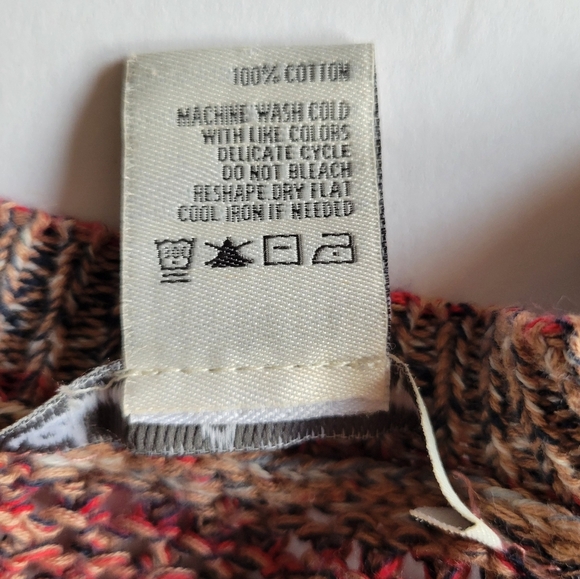 100% COTTON
MACHINE WASH COLD
WITH LIKE COLORS
DELICATE CYCLE
DO NOT BLEACH
RESHAPE.DRY FLAT
COOL IRON IF NEEDED